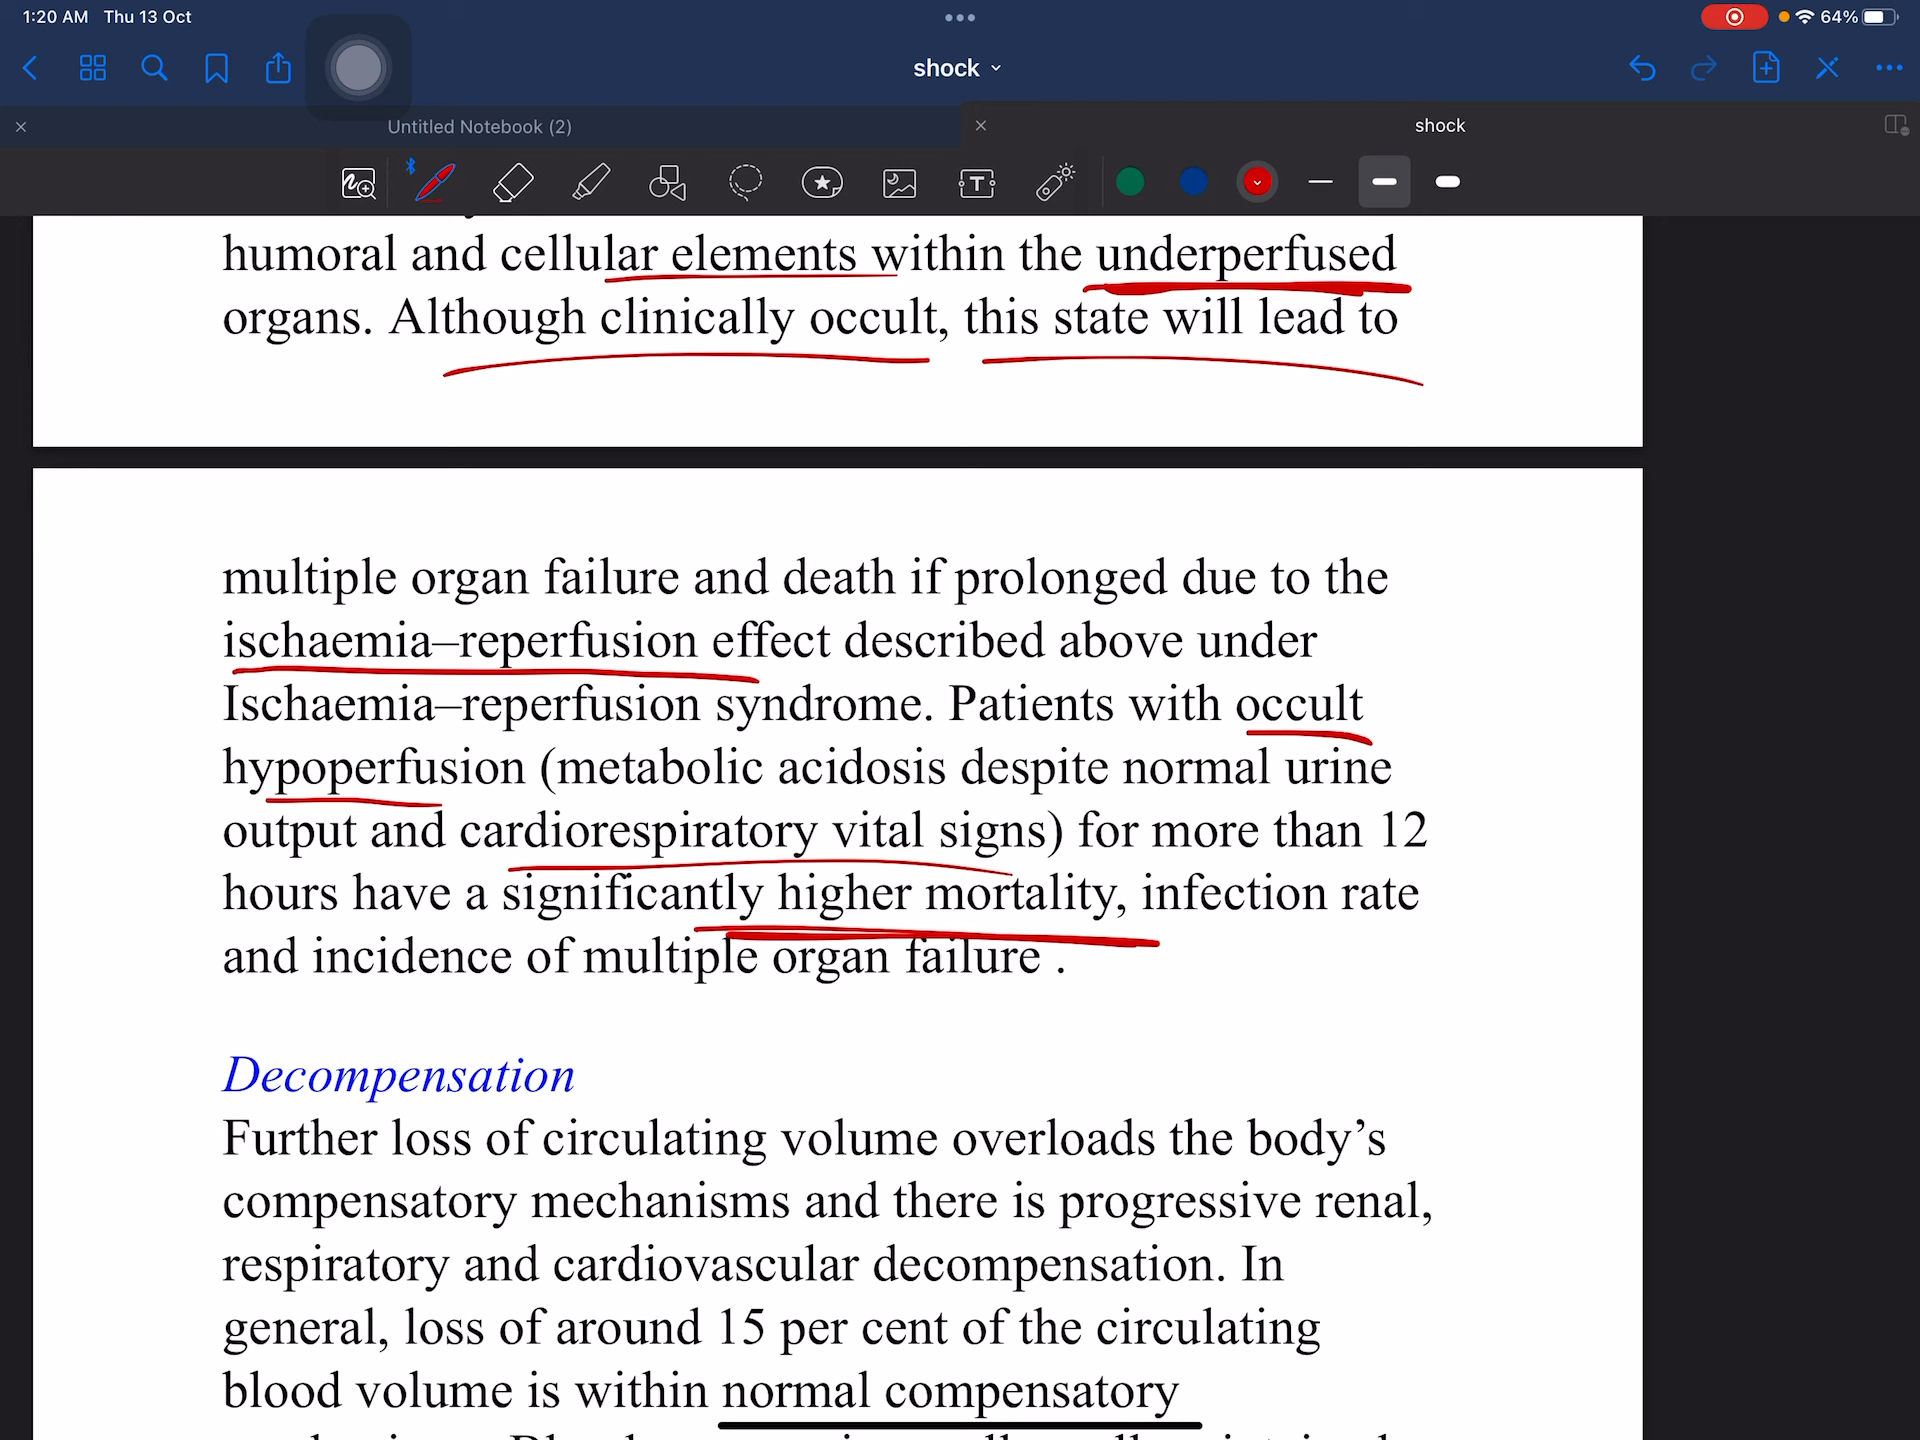 1:20 AM Thu 13 Oct
64%
shock
Untitled Notebook (2)
shock
humoral and cellular elements within the underperfused
organs. Although clinically occult, this state will lead to
multiple organ failure and death if prolonged due to the
ischaemia–reperfusion effect described above under
Ischaemia–reperfusion syndrome. Patients with occult
hypoperfusion (metabolic acidosis despite normal urine
output and cardiorespiratory vital signs) for more than 12
hours have a significantly higher mortality, infection rate
and incidence of multiple organ failure .
Decompensation
Further loss of circulating volume overloads the body’s
compensatory mechanisms and there is progressive renal,
respiratory and cardiovascular decompensation. In
general, loss of around 15 per cent of the circulating
blood volume is within normal compensatory